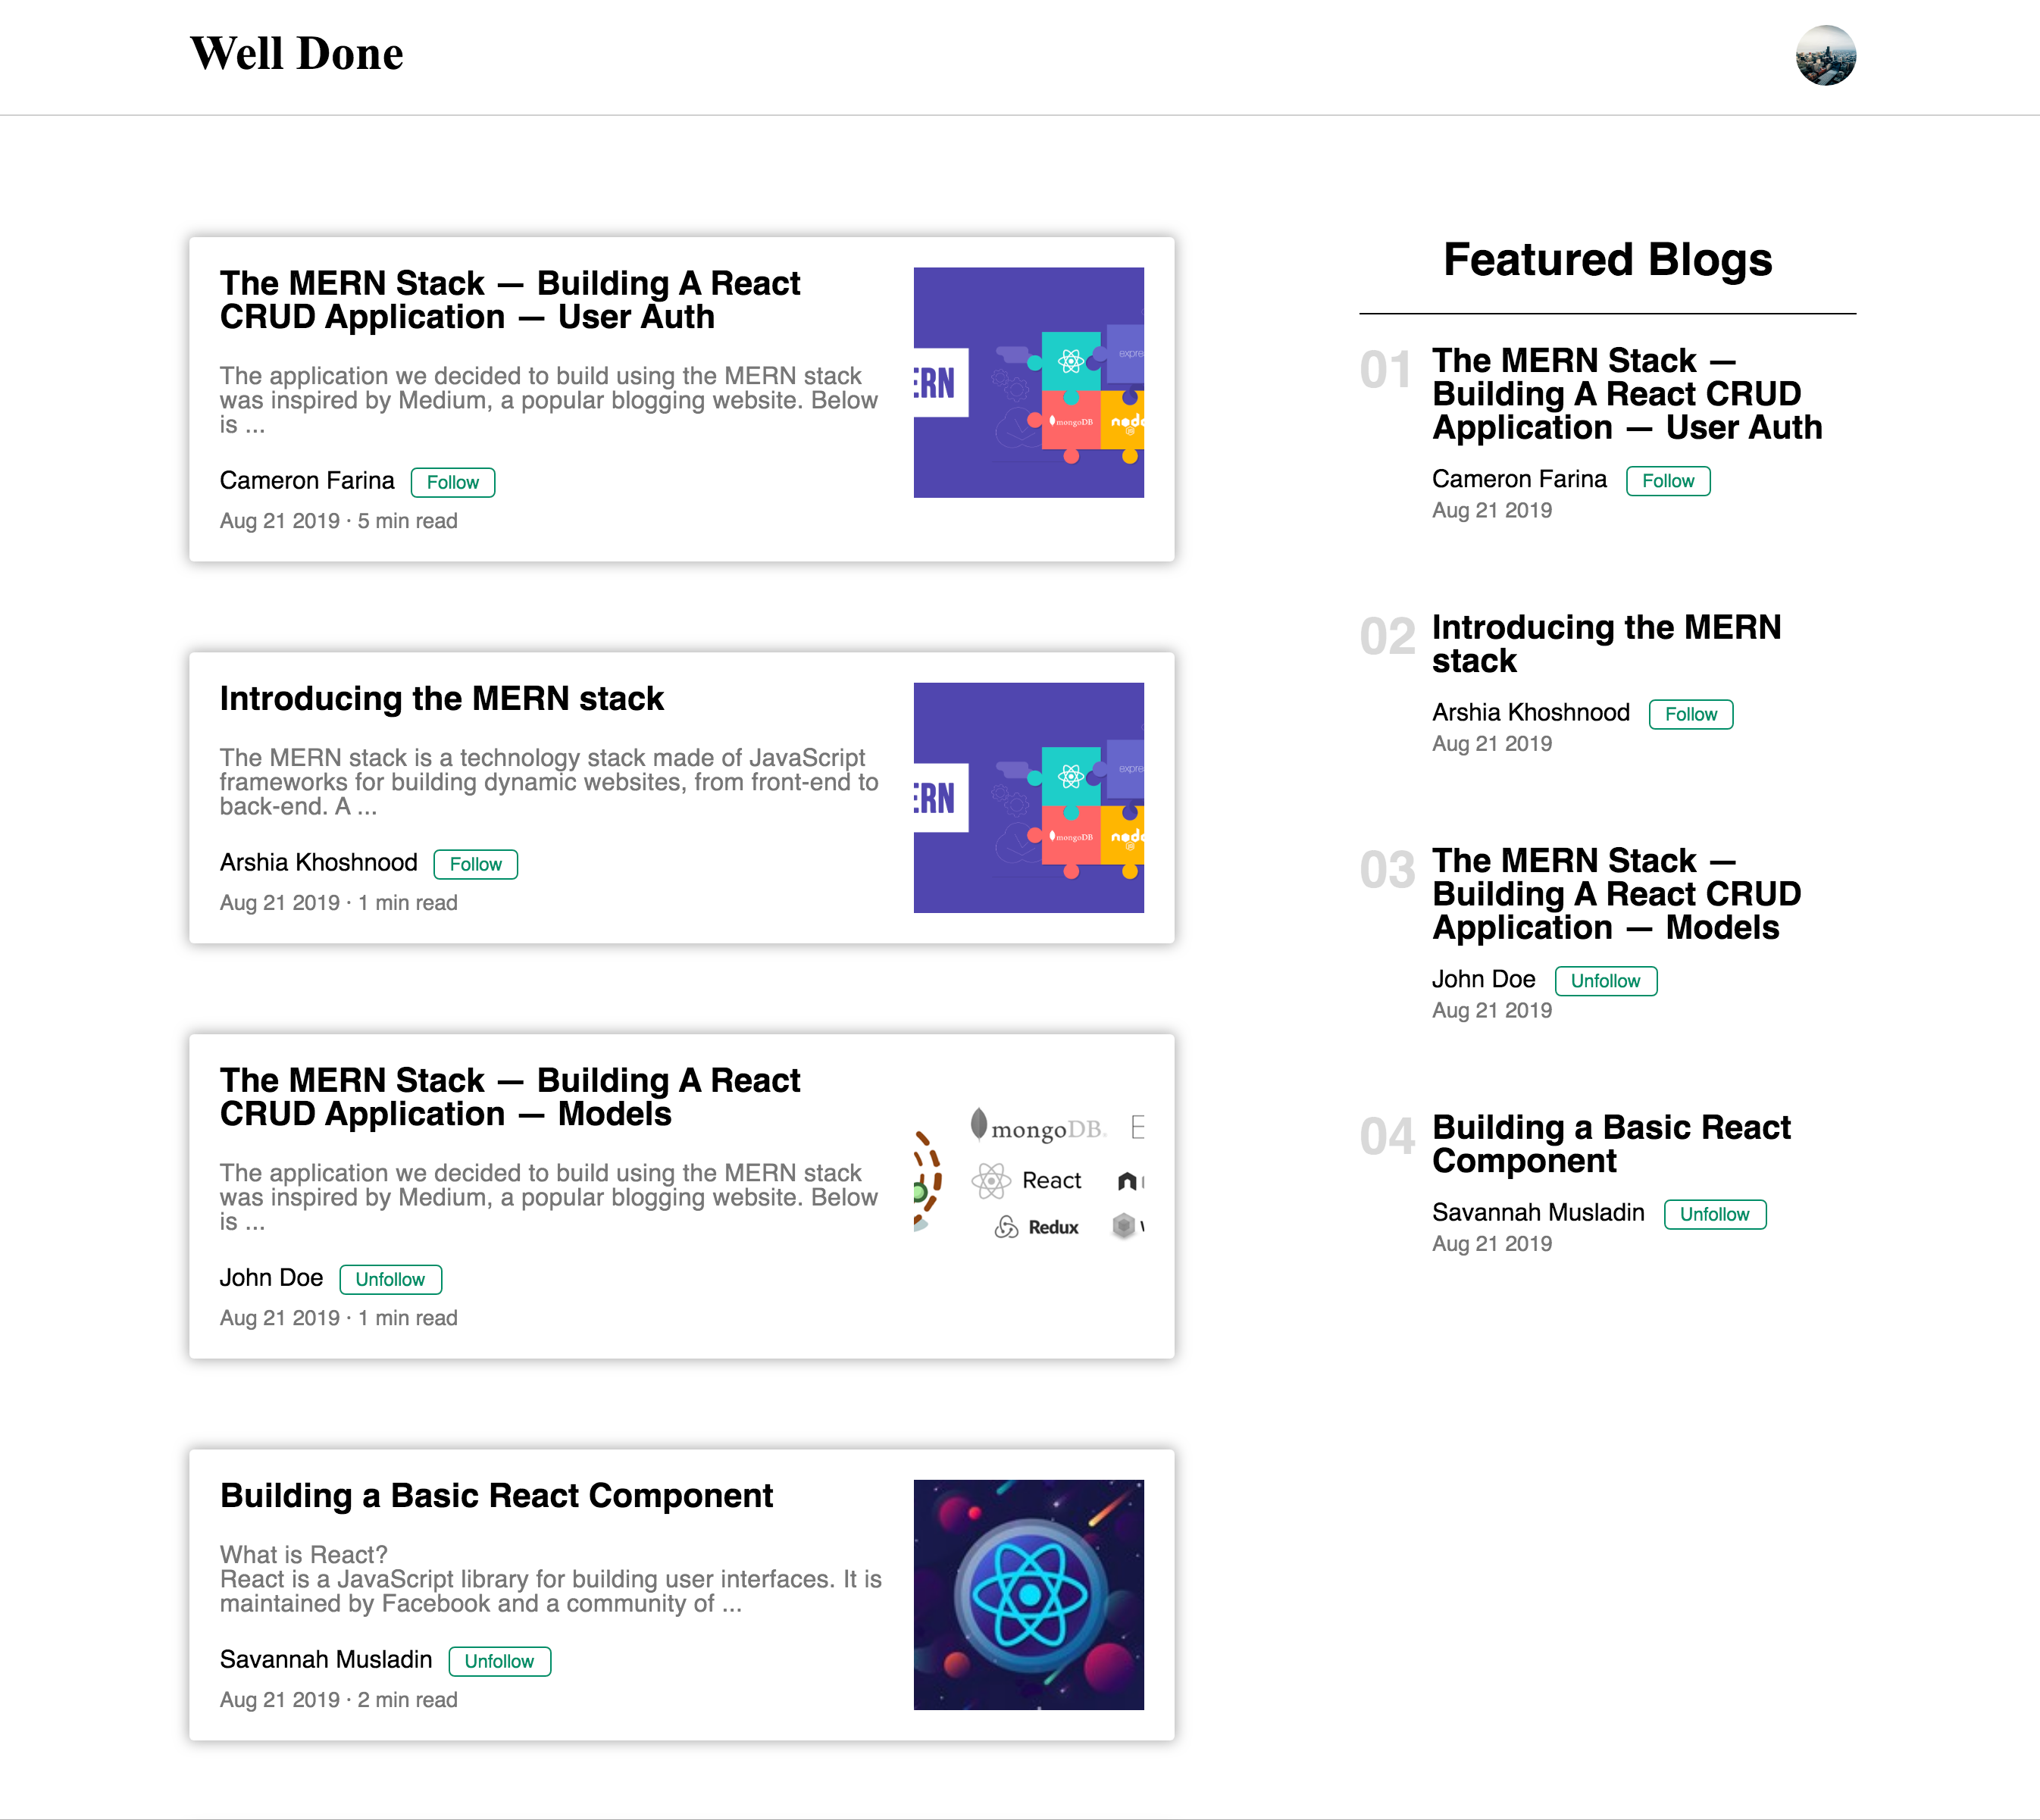 Well Done
The MERN Stack — Building A React
CRUD Application — User Auth
The application we decided to build using the MERN stack
was inspired by Medium, a popular blogging website. Below
is ...
Cameron Farina Follow
Aug 21 2019 · 5 min read
ERN
expre
mongoDB
node
Introducing the MERN stack
The MERN stack is a technology stack made of JavaScript
frameworks for building dynamic websites, from front-end to
back-end. A ...
Arshia Khoshnood Follow
Aug 21 2019 · 1 min read
ERN
expre
mongoDB
node
The MERN Stack — Building A React
CRUD Application — Models
The application we decided to build using the MERN stack
was inspired by Medium, a popular blogging website. Below
is ...
John Doe Unfollow
Aug 21 2019 · 1 min read
mongoDB. E
React
Redux
Building a Basic React Component
What is React?
React is a JavaScript library for building user interfaces. It is
maintained by Facebook and a community of ...
Savannah Musladin Unfollow
Aug 21 2019 · 2 min read
Featured Blogs
01 The MERN Stack —
Building A React CRUD
Application — User Auth
Cameron Farina Follow
Aug 21 2019
02 Introducing the MERN
stack
Arshia Khoshnood Follow
Aug 21 2019
03 The MERN Stack —
Building A React CRUD
Application — Models
John Doe Unfollow
Aug 21 2019
04 Building a Basic React
Component
Savannah Musladin Unfollow
Aug 21 2019